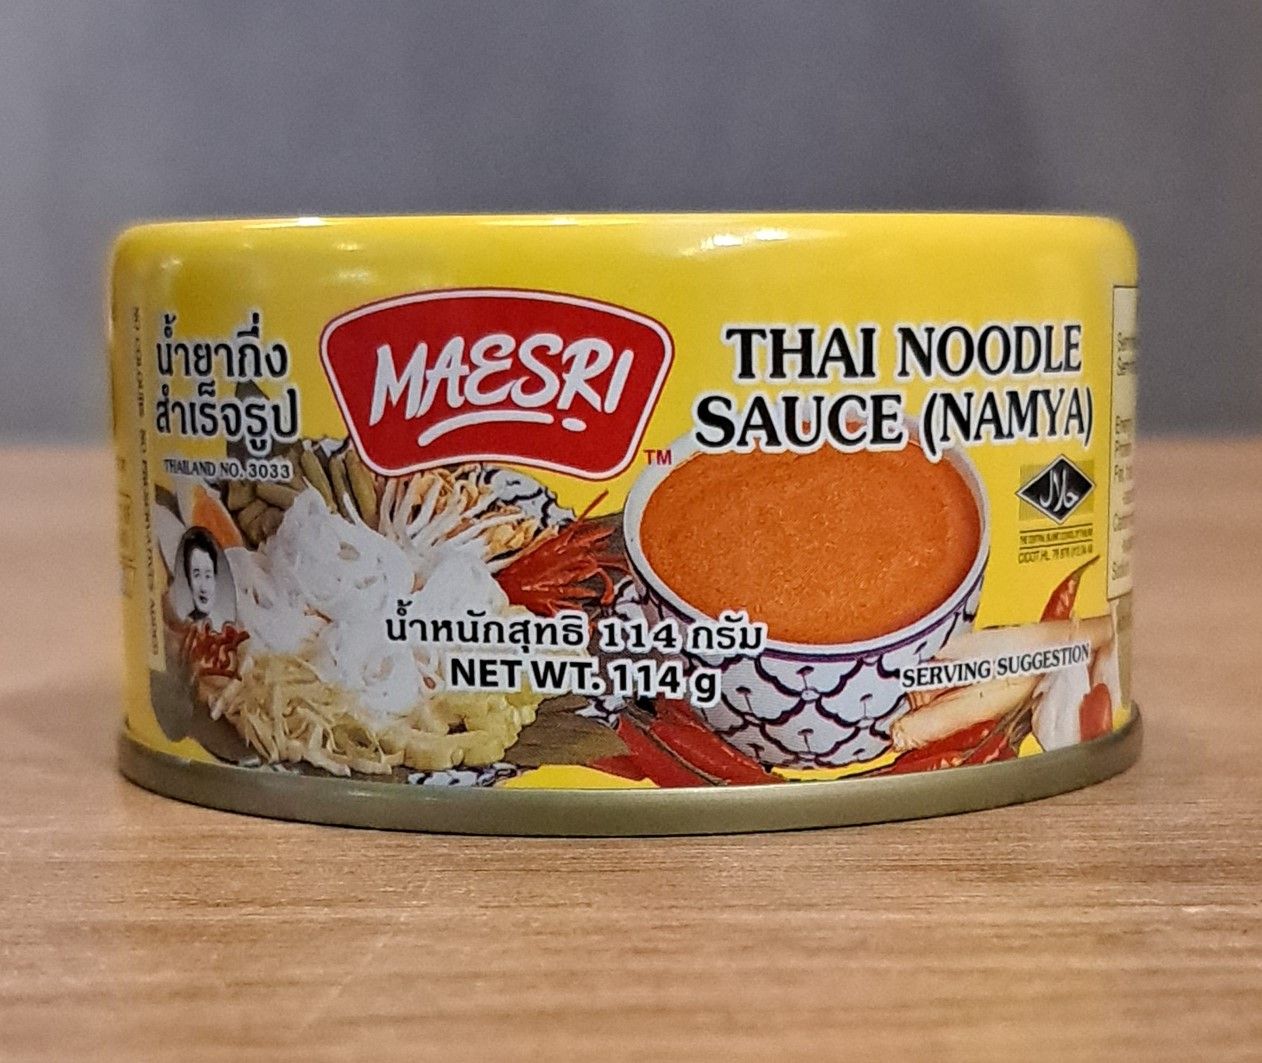 น้ำยากึ่ง
สำเร็จรูป
THAILAND NO. 3033
MAESRI
TM
THAI NOODLE
SAUCE (NAMYA)
น้ำหนักสุทธิ 114 กรัม
NET WT. 114 g
SERVING SUGGESTION